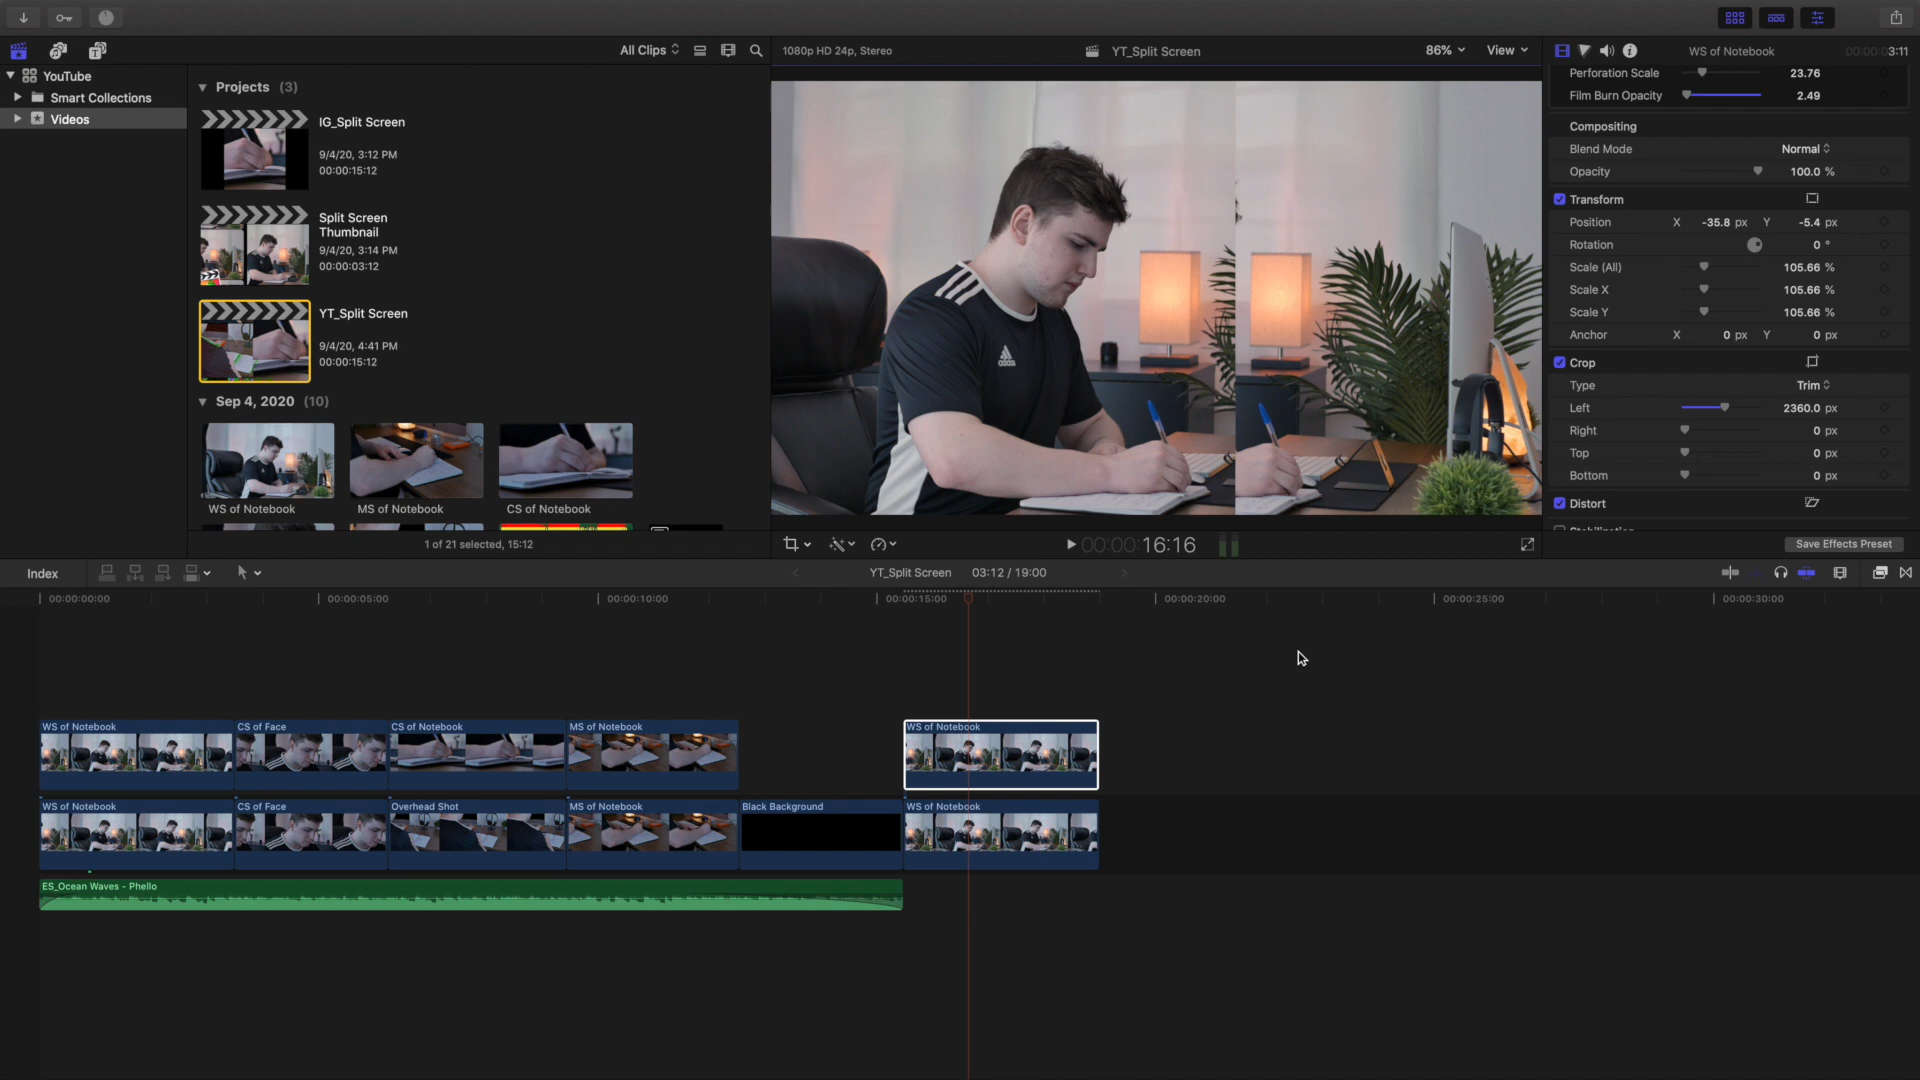 All Clips
1080p HD 24p, Stereo
YT_Split Screen
86%
View
WS of Notebook
00:00:03:11
YouTube
Smart Collections
Videos
Projects (3)
IG_Split Screen
9/4/20, 3:12 PM
00:00:15:12
Split Screen
Thumbnail
9/4/20, 3:14 PM
00:00:03:12
YT_Split Screen
9/4/20, 4:41 PM
00:00:15:12
Sep 4, 2020 (10)
WS of Notebook
MS of Notebook
CS of Notebook
1 of 21 selected, 15:12
adidas
00:00:16:16
Perforation Scale 23.76
Film Burn Opacity 2.49
Compositing
Blend Mode Normal
Opacity 100.0 %
Transform
Position X -35.8 px Y -5.4 px
Rotation 0 °
Scale (All) 105.66 %
Scale X 105.66 %
Scale Y 105.66 %
Anchor X 0 px Y 0 px
Crop
Type Trim
Left 2360.0 px
Right 0 px
Top 0 px
Bottom 0 px
Distort
Stabilization
Save Effects Preset
Index
YT_Split Screen 03:12 / 19:00
00:00:00:00 00:00:05:00 00:00:10:00 00:00:15:00 00:00:20:00 00:00:25:00 00:00:30:00
WS of Notebook CS of Face CS of Notebook MS of Notebook WS of Notebook
WS of Notebook CS of Face Overhead Shot MS of Notebook Black Background WS of Notebook
ES_Ocean Waves - Phello